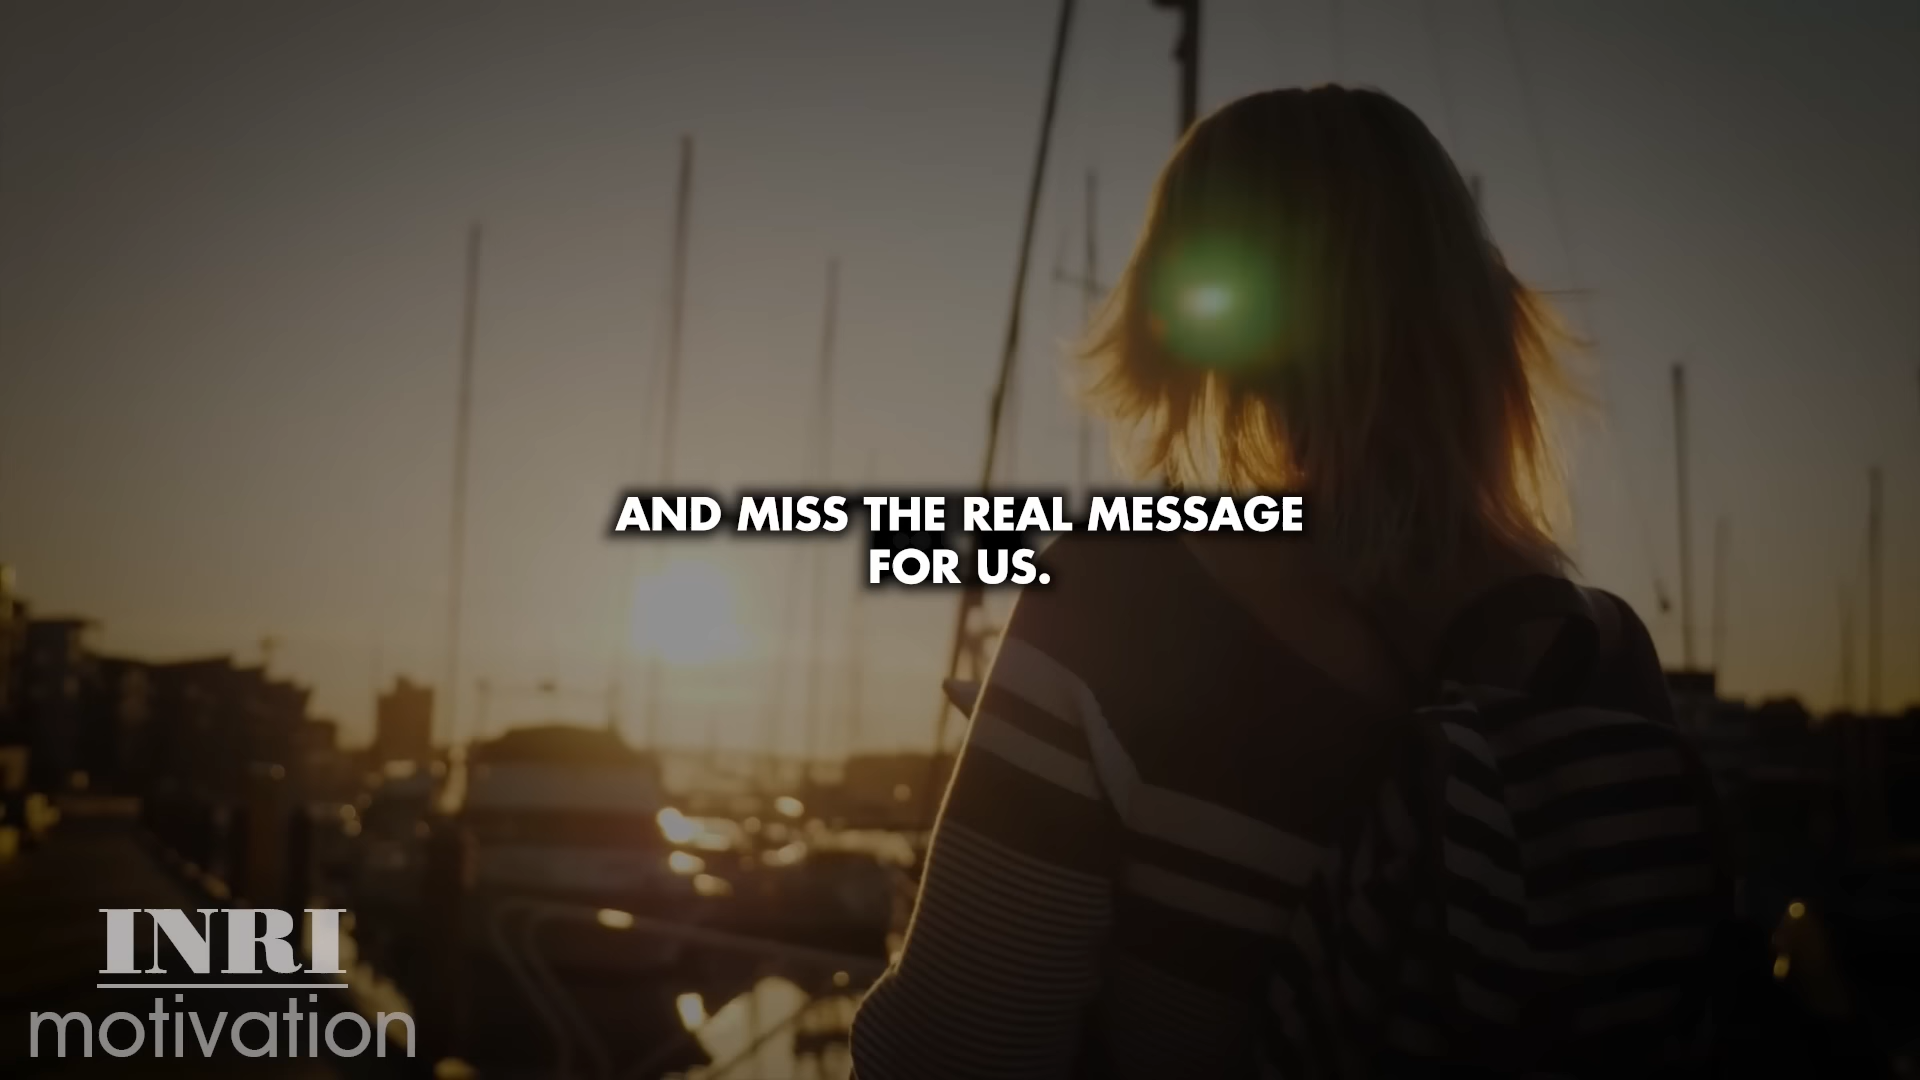 AND MISS THE REAL MESSAGE
FOR US.
INRI
motivation